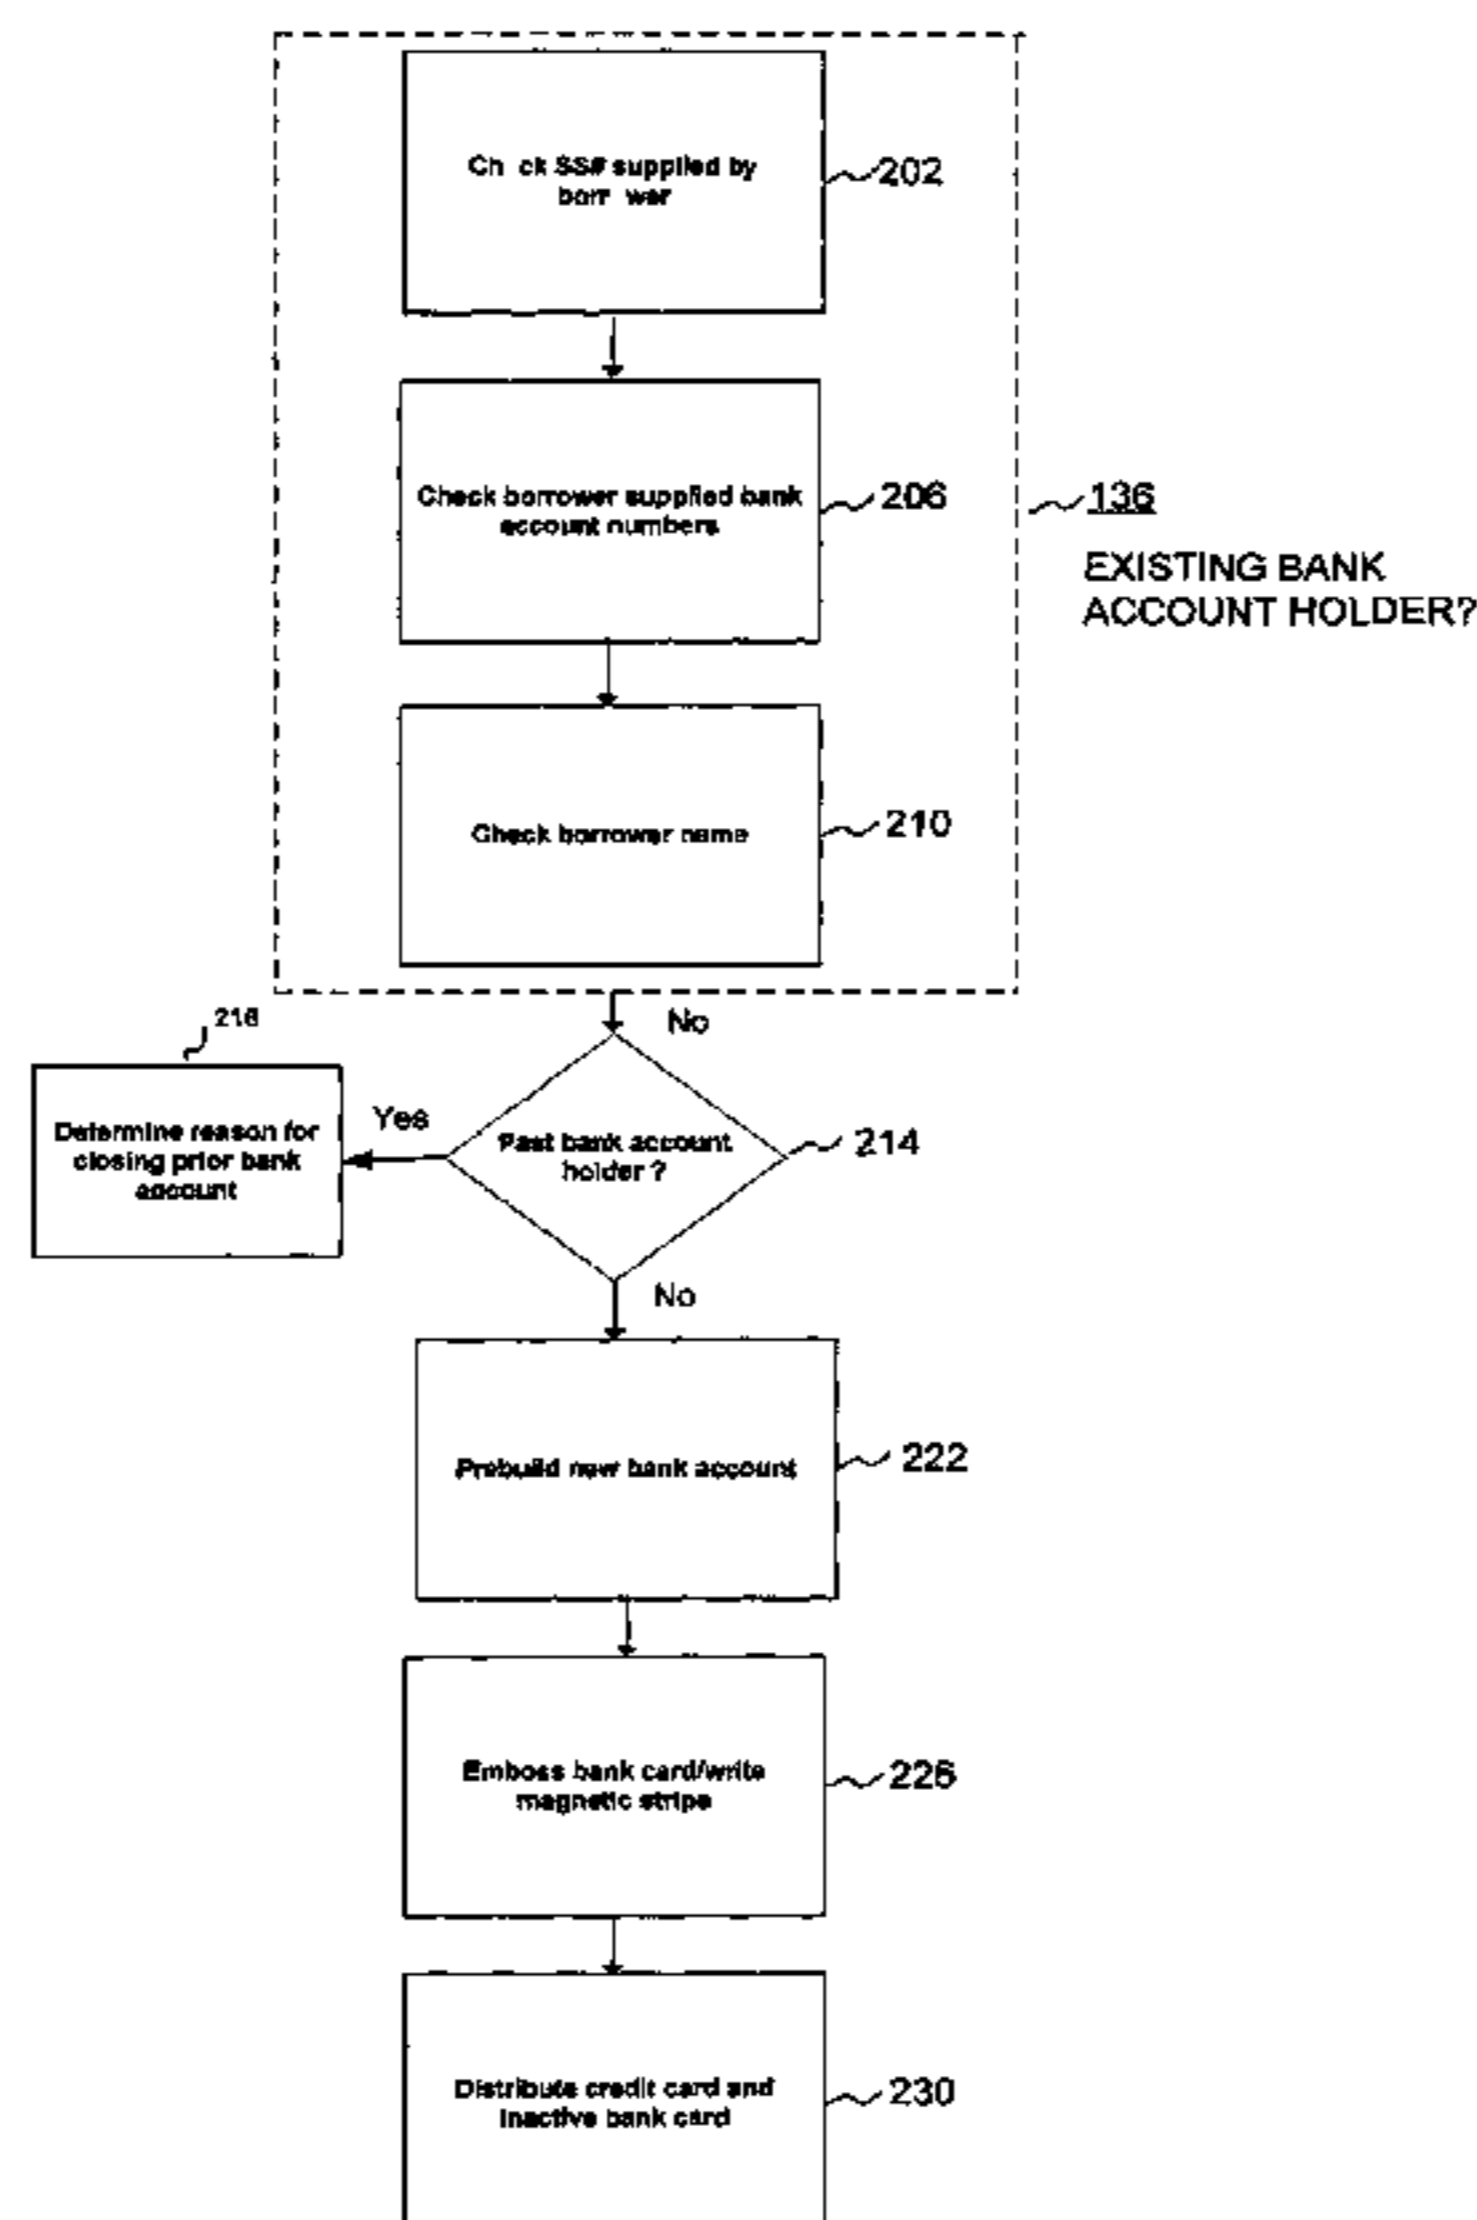 Ch ck SS# supplied by
borr wer
202
Check borrower supplied bank
account numbers
206
136
EXISTING BANK
ACCOUNT HOLDER?
Check borrower name
210
No
218
Determine reason for
closing prior bank
account
Yes
Past bank account
holder ?
214
No
Prebuild new bank account
222
Emboss bank card/write
magnetic stripe
226
Distribute credit card and
inactive bank card
230